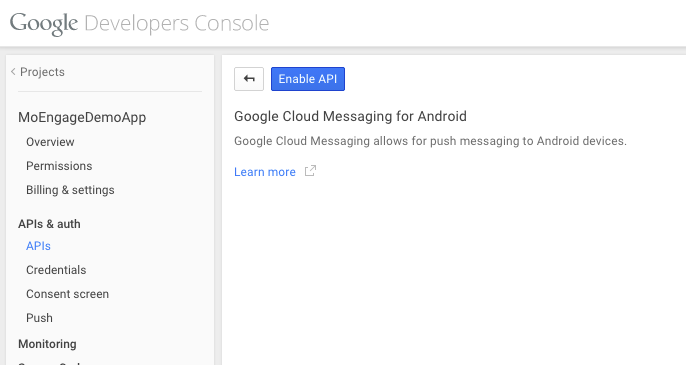 Google Developers Console
Projects
MoEngageDemoApp
Overview
Permissions
Billing & settings
APIs & auth
APIs
Credentials
Consent screen
Push
Monitoring
Enable API
Google Cloud Messaging for Android
Google Cloud Messaging allows for push messaging to Android devices.
Learn more